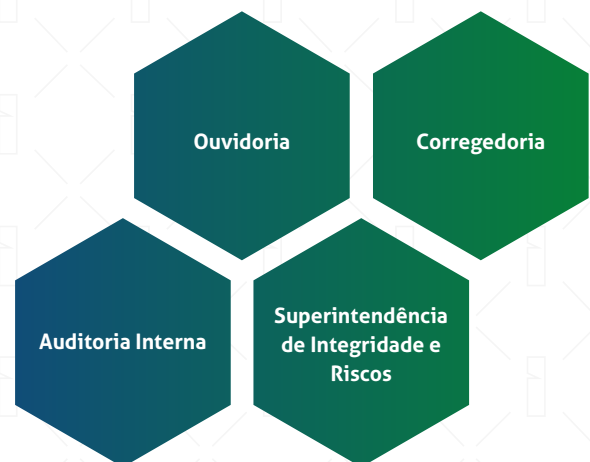 Ouvidoria
Corregedoria
Auditoria Interna
Superintendência
de Integridade e
Riscos